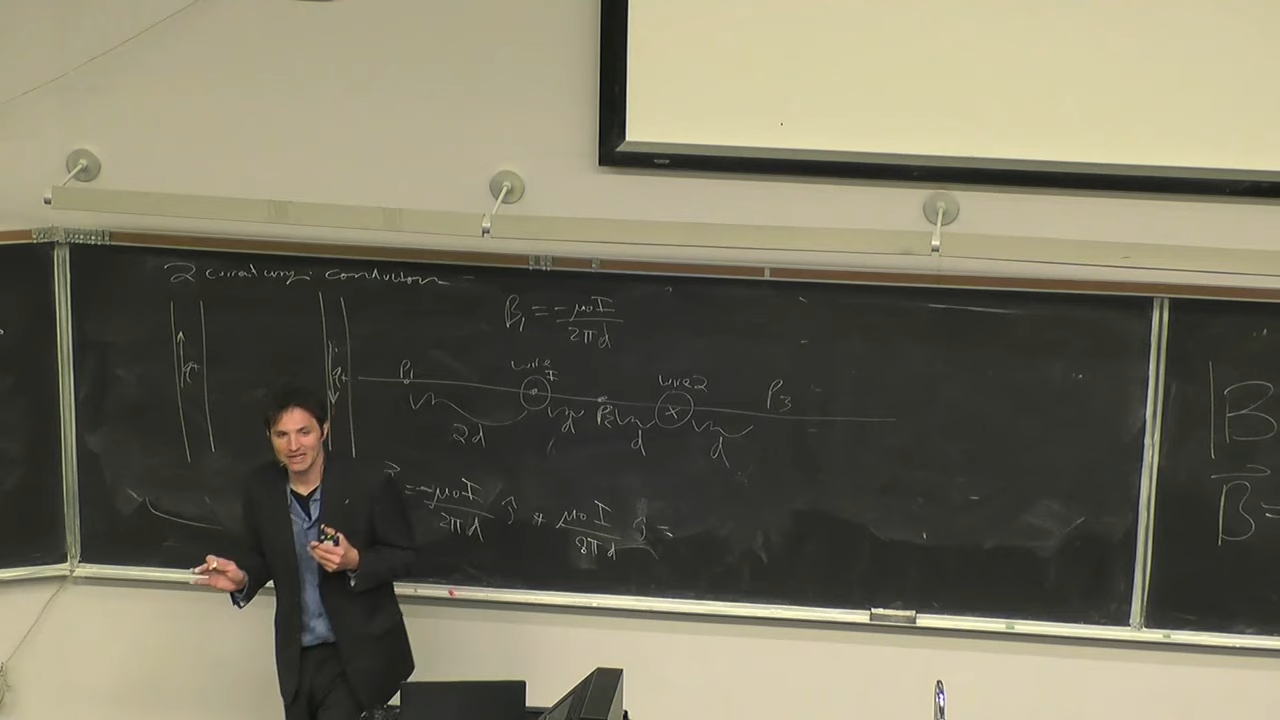 2 current carrying conductors
B₁ = -μ₀I / 2πd
P₁
wire 1
wire 2
P₃
P₂
2d
d
d
d
= -μ₀I / 2πd ĵ + μ₀I / 8πd ĵ =
|B
B⃗ =